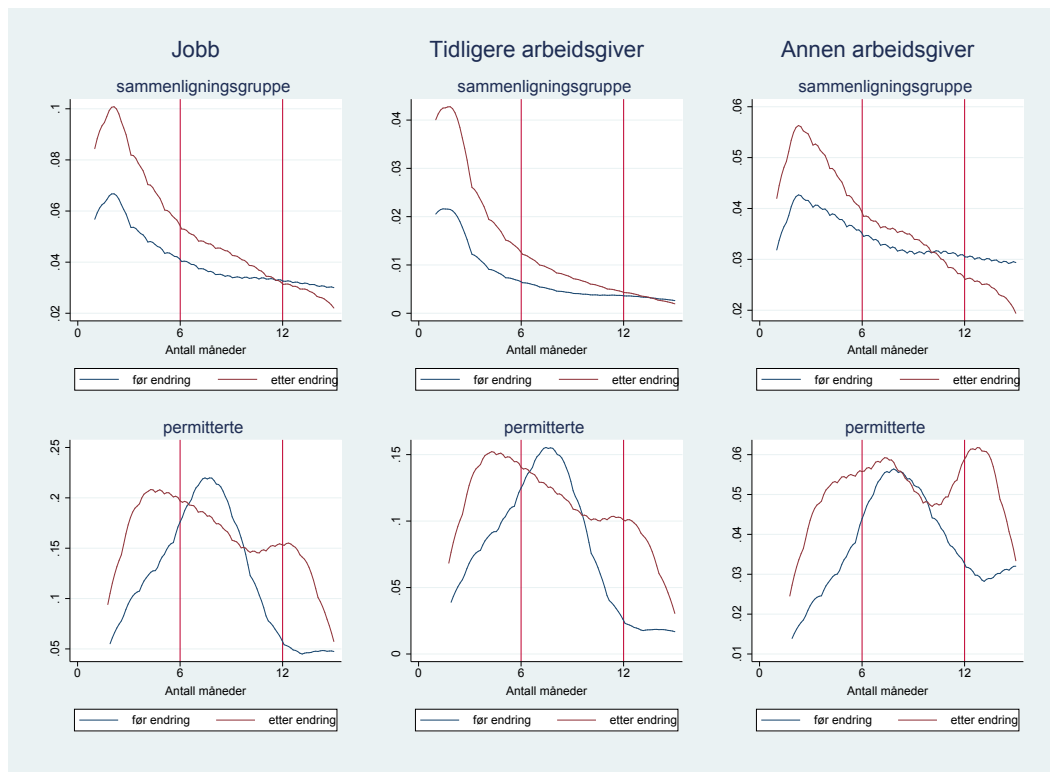 Jobb
sammenligningsgruppe
.1
.08
.06
.04
.02
0 6 12
Antall måneder
før endring etter endring
Tidligere arbeidsgiver
sammenligningsgruppe
.04
.03
.02
.01
0
0 6 12
Antall måneder
før endring etter endring
Annen arbeidsgiver
sammenligningsgruppe
.06
.05
.04
.03
.02
0 6 12
Antall måneder
før endring etter endring
permitterte
.25
.2
.15
.1
.05
0 6 12
Antall måneder
før endring etter endring
permitterte
.15
.1
.05
0
0 6 12
Antall måneder
før endring etter endring
permitterte
.06
.05
.04
.03
.02
.01
0 6 12
Antall måneder
før endring etter endring